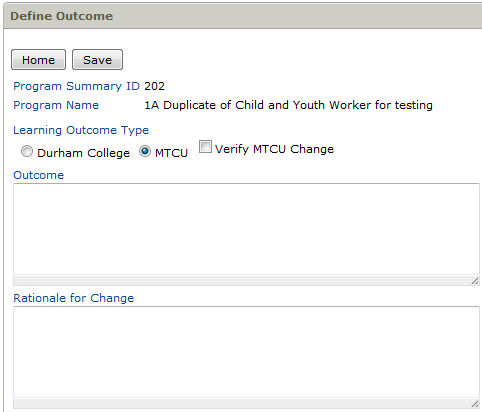 Define Outcome
Home Save
Program Summary ID 202
Program Name 1A Duplicate of Child and Youth Worker for testing
Learning Outcome Type
Durham College MTCU Verify MTCU Change
Outcome
Rationale for Change